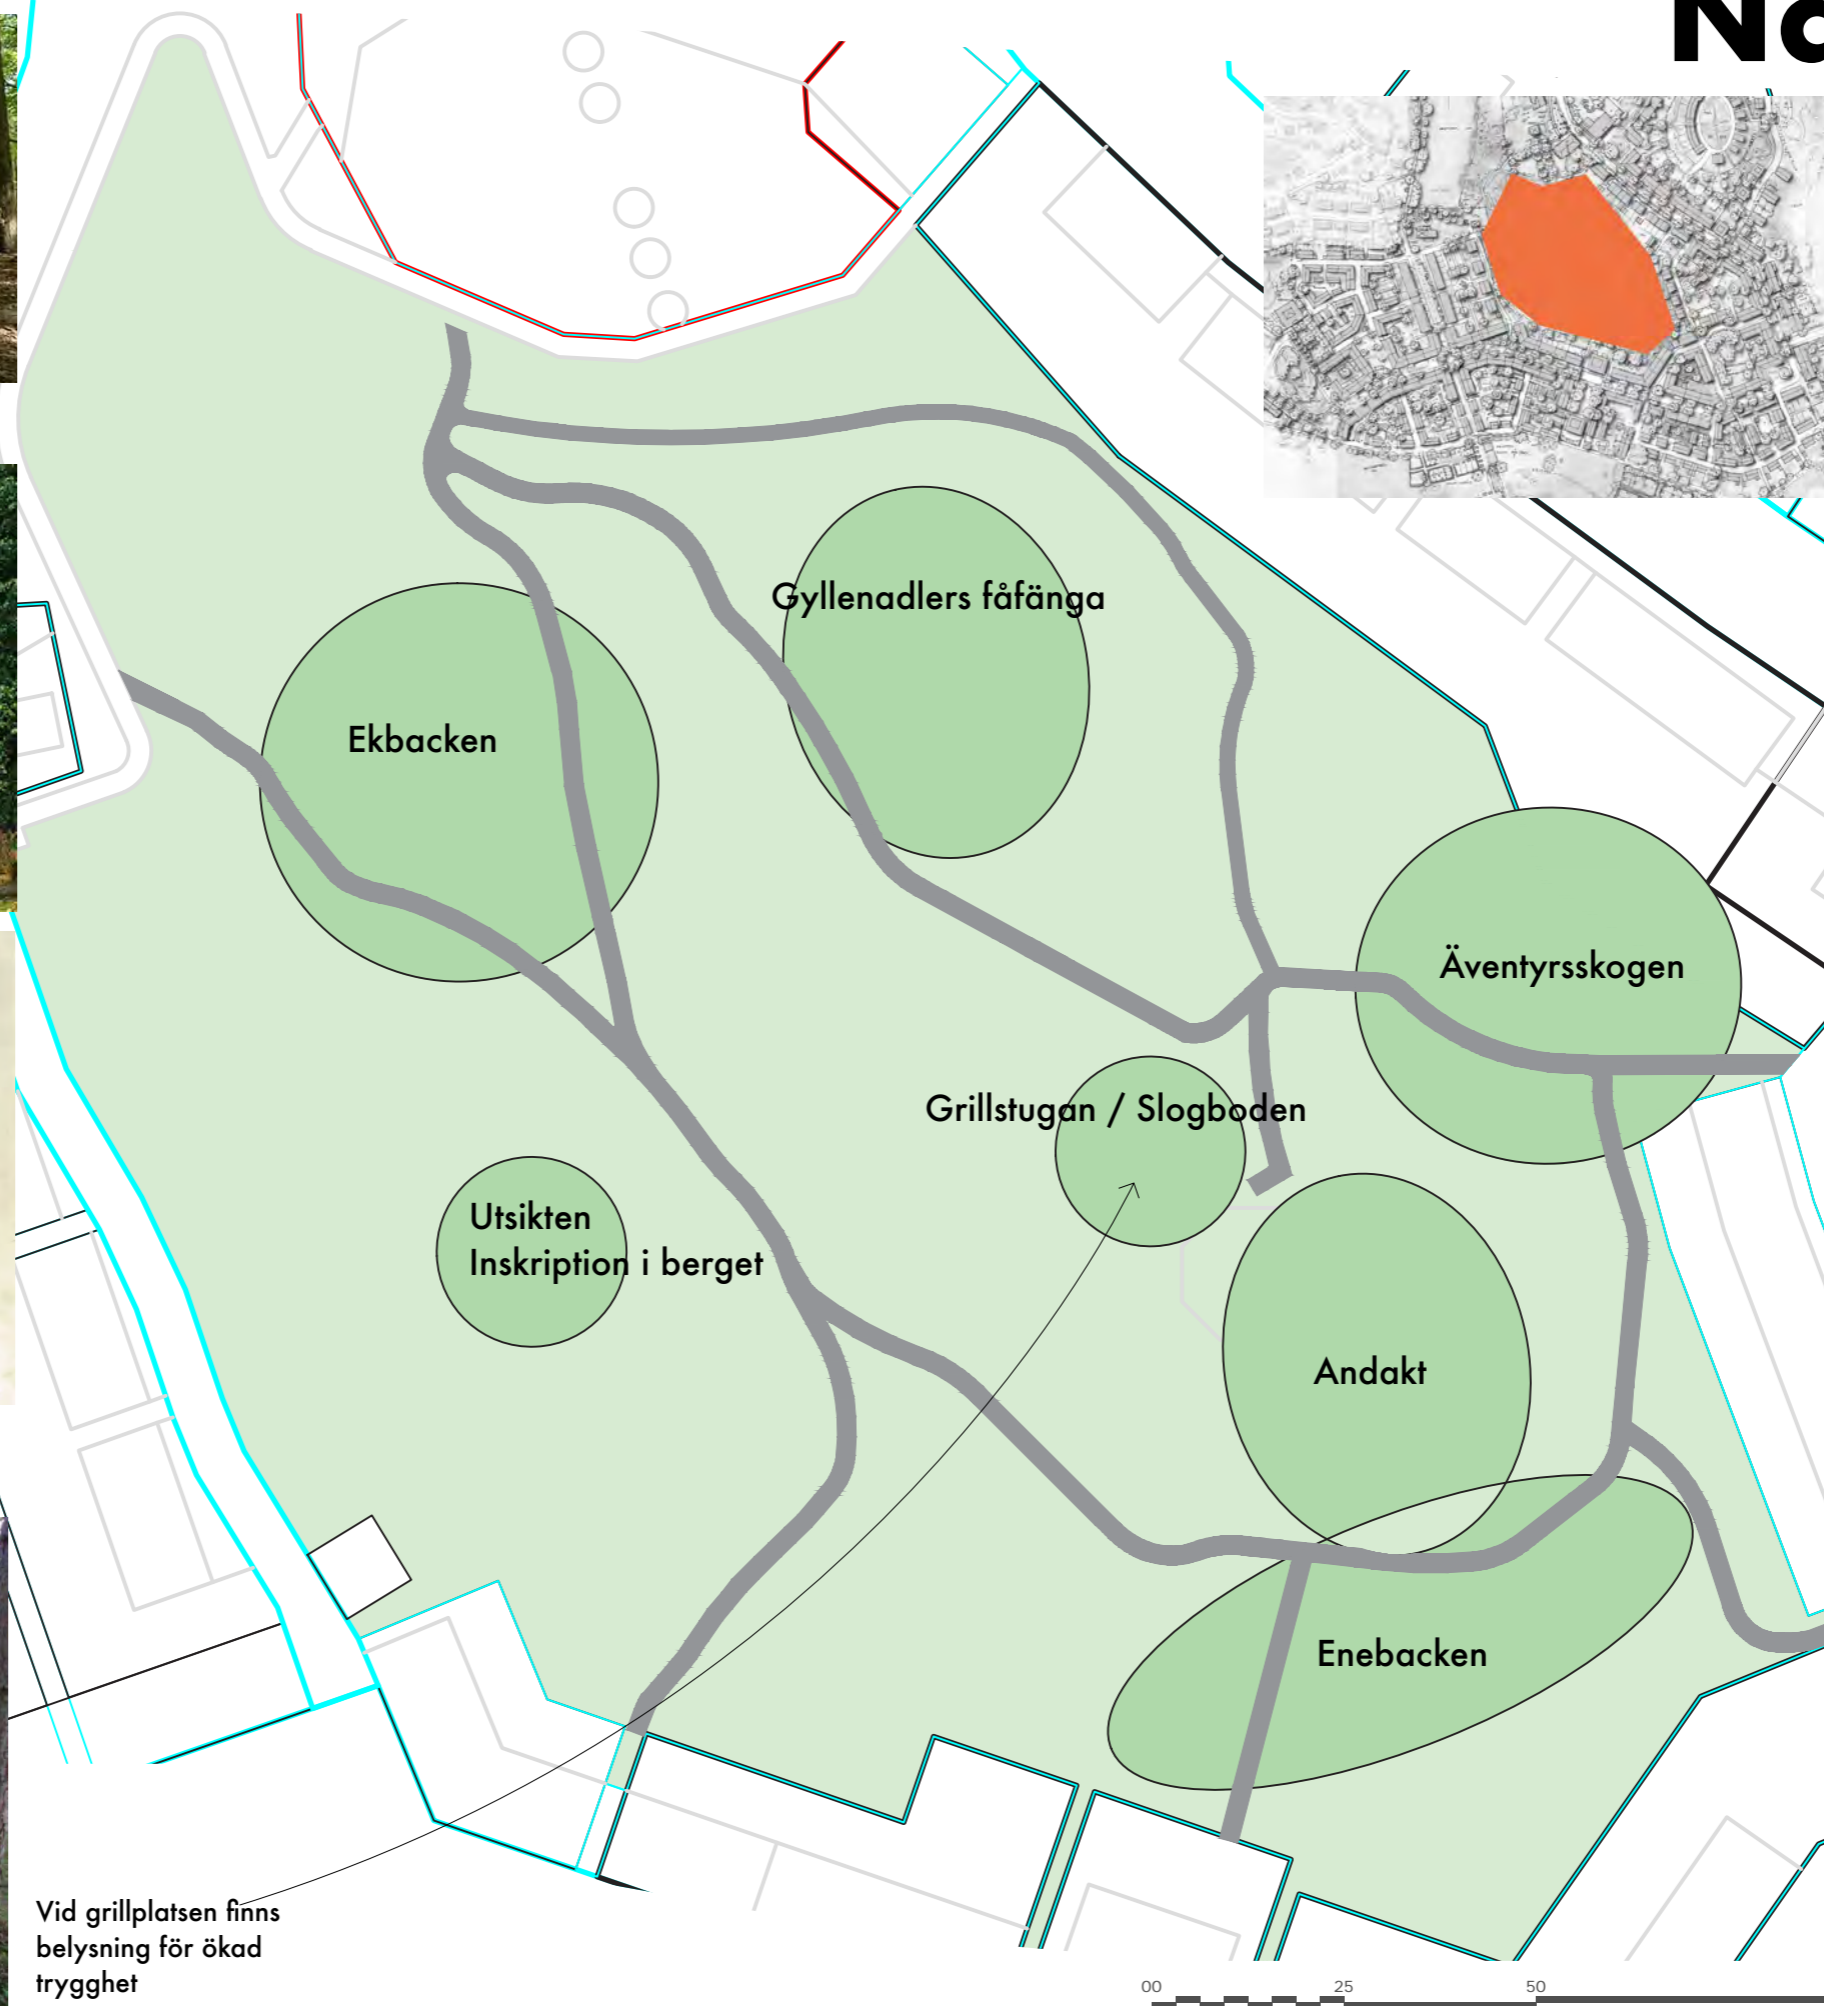 Gyllenadlers fåfänga
Ekbacken
Äventyrsskogen
Grillstugan / Slogboden
Utsikten
Inskription i berget
Andakt
Enebacken
Vid grillplatsen finns
belysning för ökad
trygghet
00 25 50